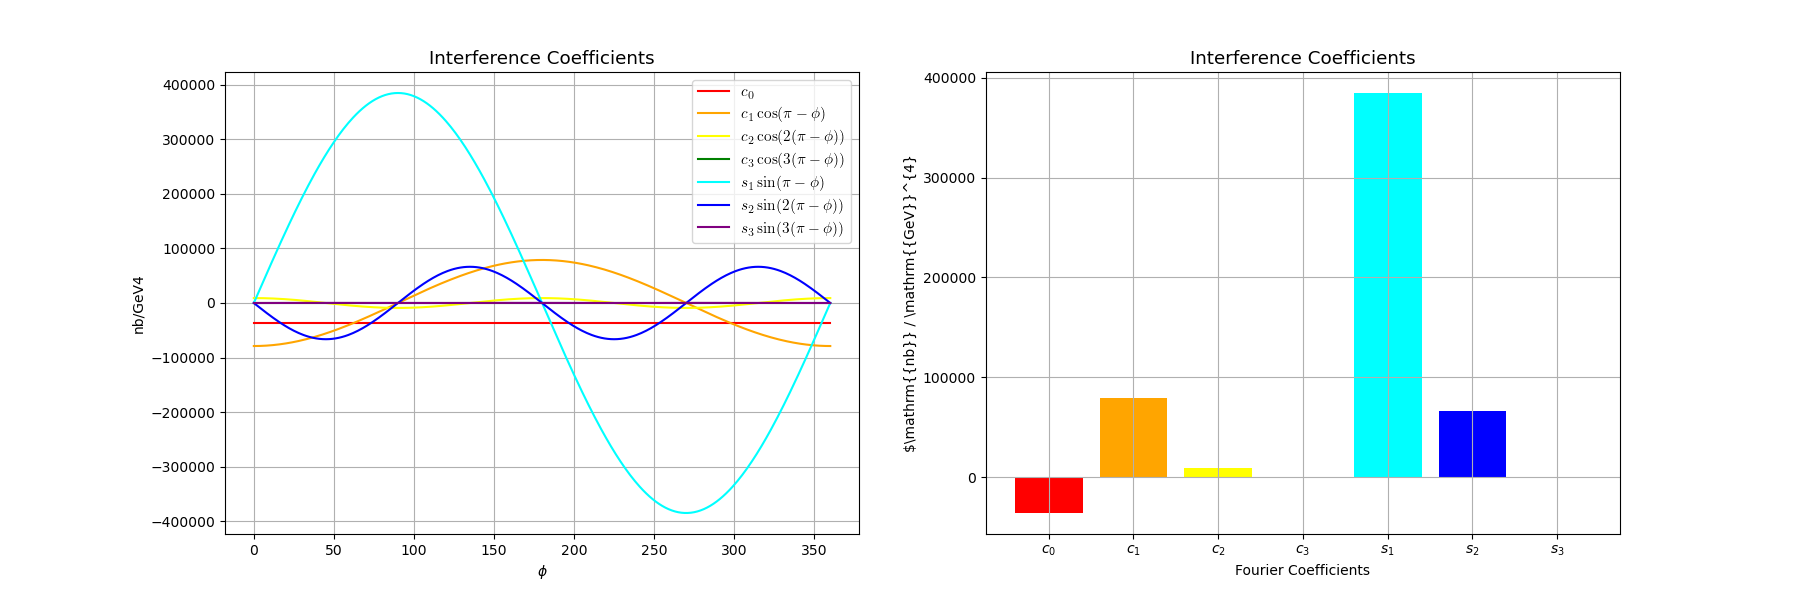 Interference Coefficients
nb/GeV4
400000
300000
200000
100000
0
−100000
−200000
−300000
−400000
c₀
c₁ cos(π − ϕ)
c₂ cos(2(π − ϕ))
c₃ cos(3(π − ϕ))
s₁ sin(π − ϕ)
s₂ sin(2(π − ϕ))
s₃ sin(3(π − ϕ))
0 50 100 150 200 250 300 350
ϕ
Interference Coefficients
$\mathrm{{nb}} / \mathrm{{GeV}}^{4}
400000
300000
200000
100000
0
c₀ c₁ c₂ c₃ s₁ s₂ s₃
Fourier Coefficients